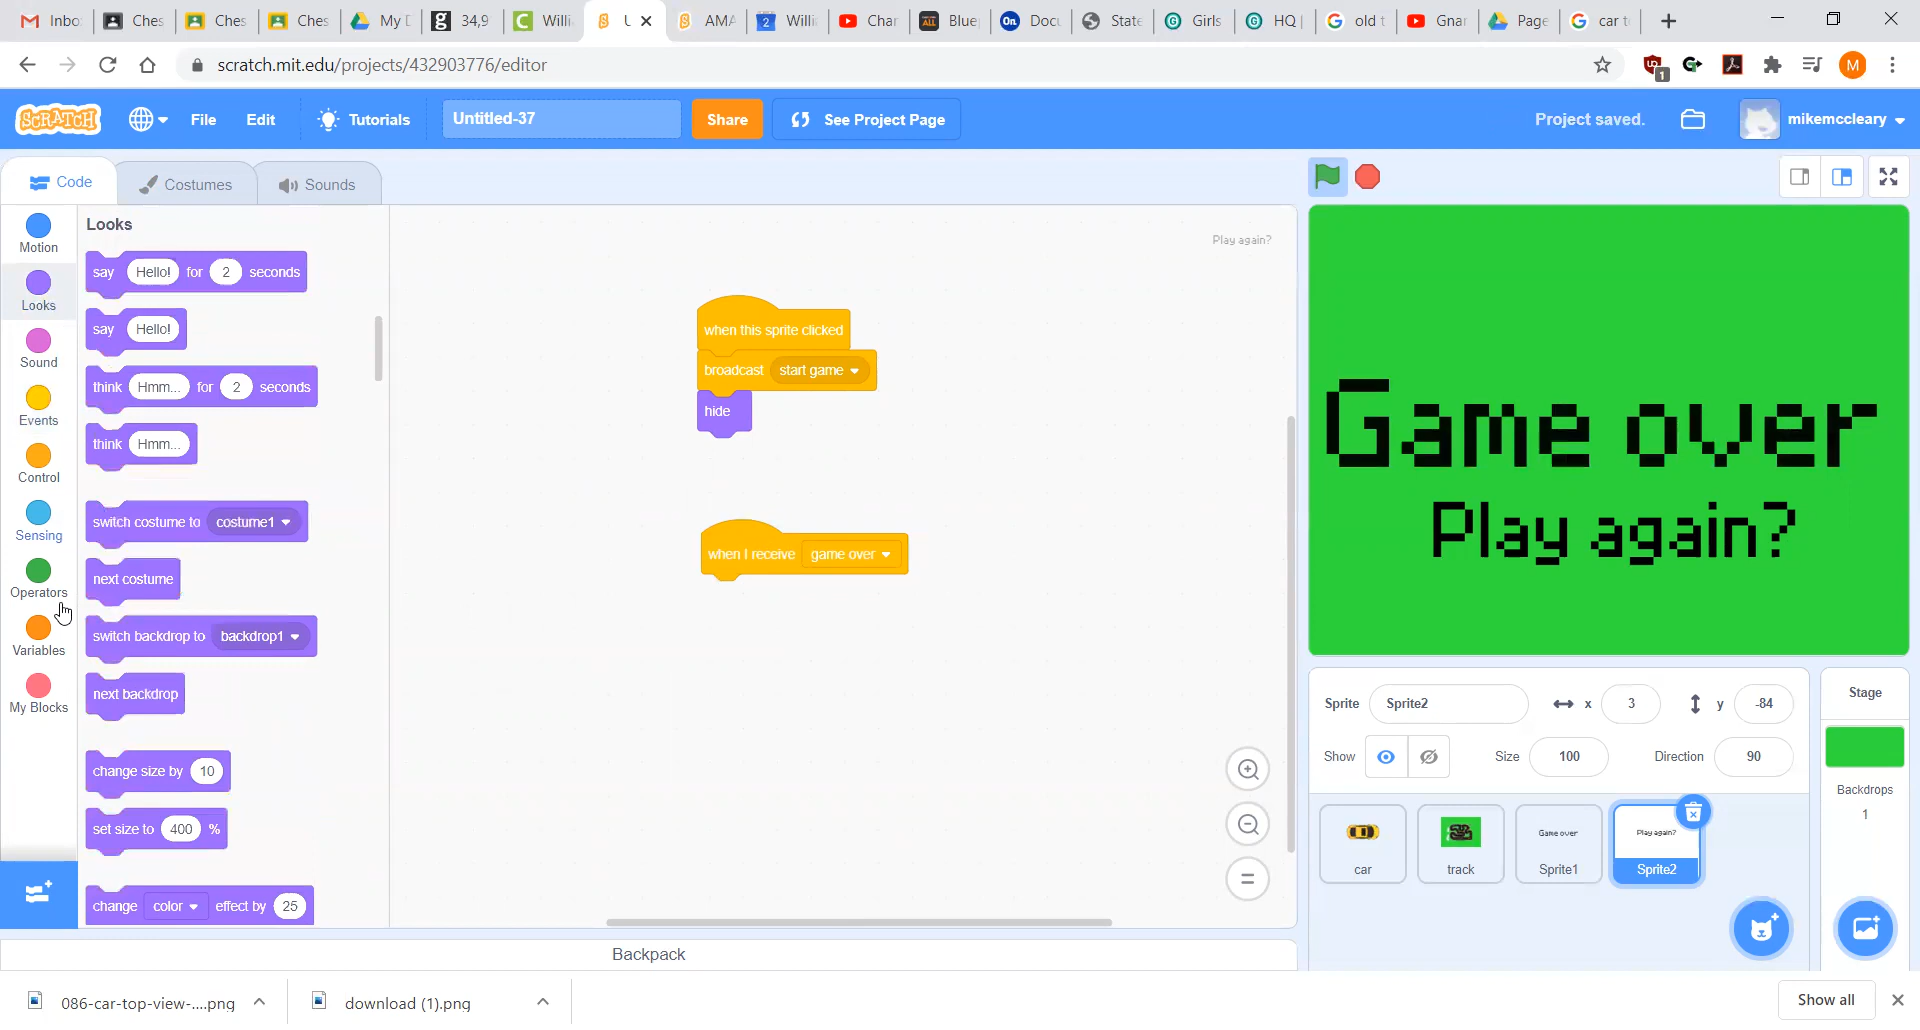 Inbo
Ches
Ches
Ches
My D
34,9
Willi
U
AMA
Willi
Char
Blue
Docu
State
Girls
HQ |
old t
Gnar
Page
car t
scratch.mit.edu/projects/432903776/editor
1
M
SCRATCH
File
Edit
Tutorials
Untitled-37
Share
See Project Page
Project saved.
mikemccleary
Code
Costumes
Sounds
Motion
Looks
Sound
Events
Control
Sensing
Operators
Variables
My Blocks
Looks
say Hello! for 2 seconds
say Hello!
think Hmm... for 2 seconds
think Hmm...
switch costume to costume1
next costume
switch backdrop to backdrop1
next backdrop
change size by 10
set size to 400 %
change color effect by 25
Play again?
when this sprite clicked
broadcast start game
hide
when I receive game over
Game over
Play again?
Sprite Sprite2 x 3 y -84
Show Size 100 Direction 90
car
track
Game over
Sprite1
Play again?
Sprite2
Stage
Backdrops
1
Backpack
086-car-top-view-....png
download (1).png
Show all